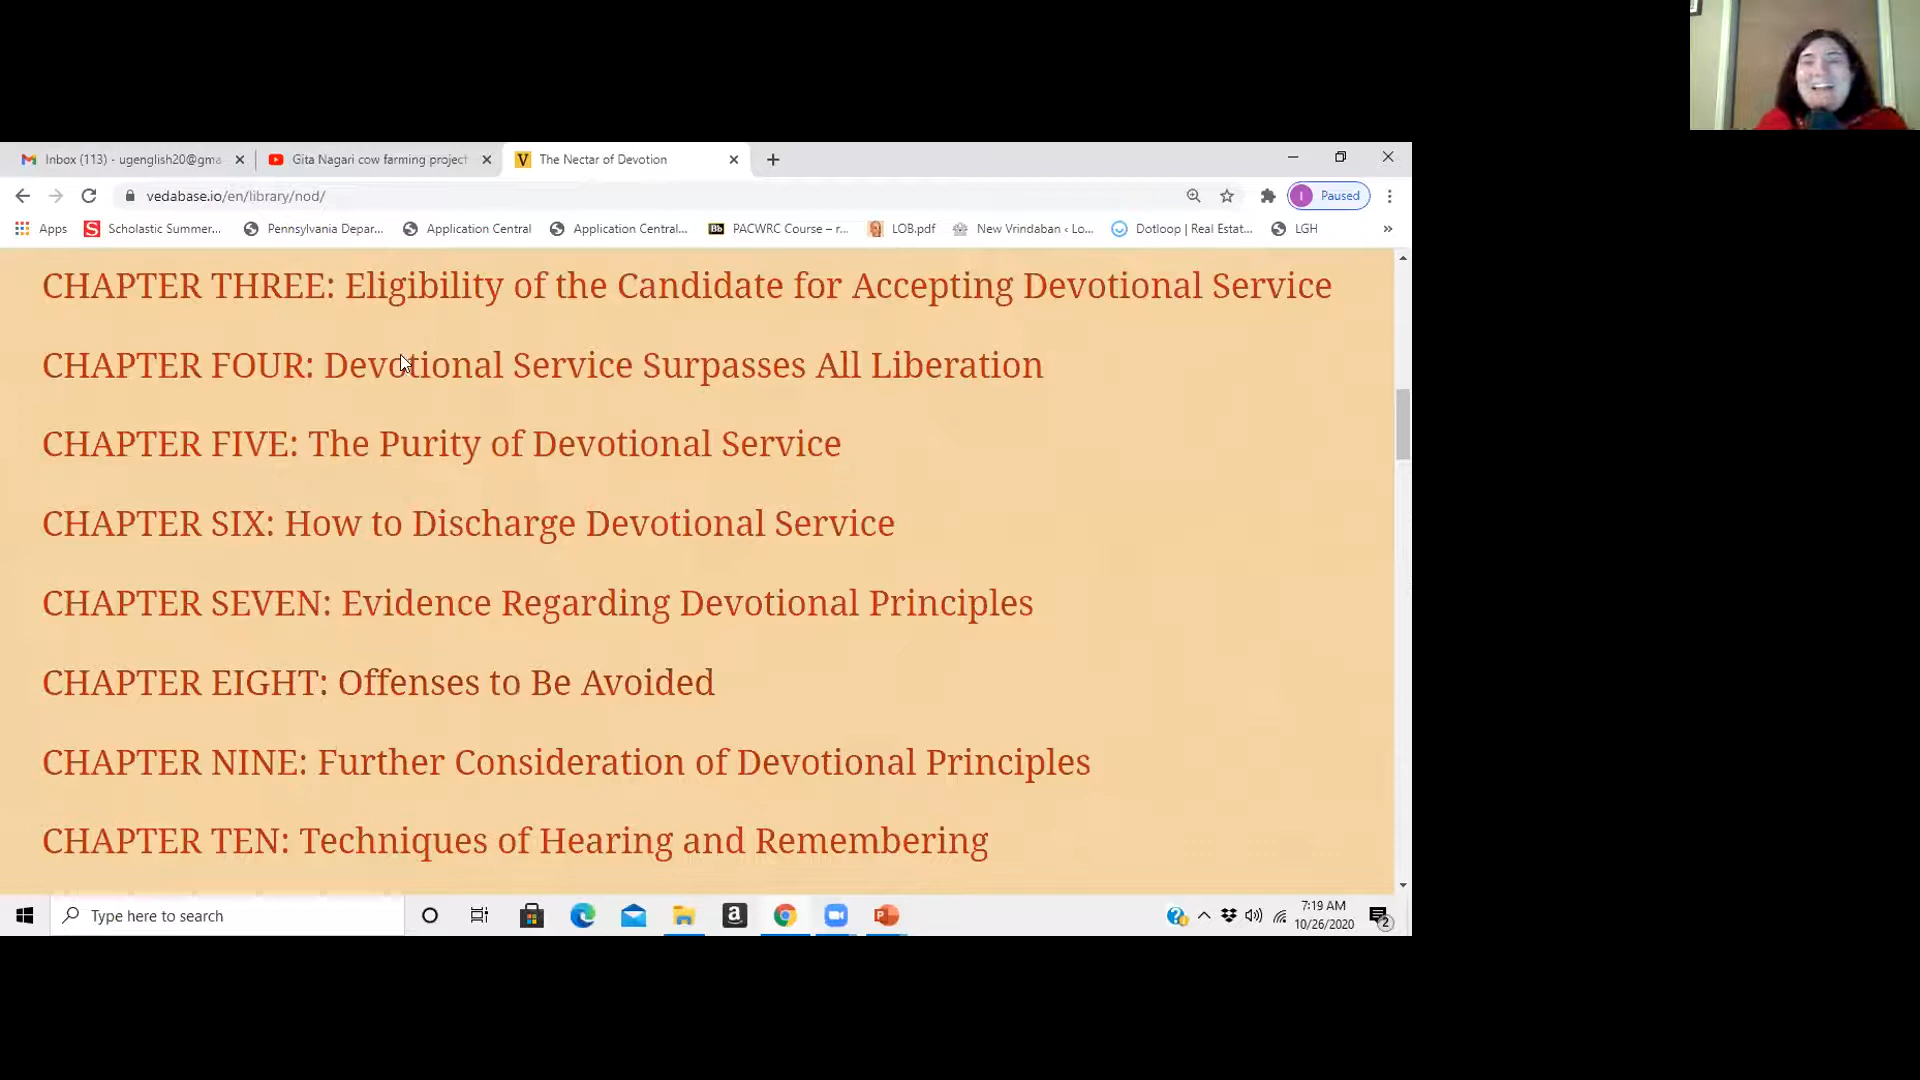 Inbox (113) - ugenglish20@gma
Gita Nagari cow farming project
V The Nectar of Devotion
vedabase.io/en/library/nod/
I Paused
Apps
S Scholastic Summer...
Pennsylvania Depar...
Application Central
Application Central...
Bb PACWRC Course – r...
LOB.pdf
New Vrindaban ‹ Lo...
Dotloop | Real Estat...
LGH
»
CHAPTER THREE: Eligibility of the Candidate for Accepting Devotional Service
CHAPTER FOUR: Devotional Service Surpasses All Liberation
CHAPTER FIVE: The Purity of Devotional Service
CHAPTER SIX: How to Discharge Devotional Service
CHAPTER SEVEN: Evidence Regarding Devotional Principles
CHAPTER EIGHT: Offenses to Be Avoided
CHAPTER NINE: Further Consideration of Devotional Principles
CHAPTER TEN: Techniques of Hearing and Remembering
Type here to search
7:19 AM
10/26/2020
2